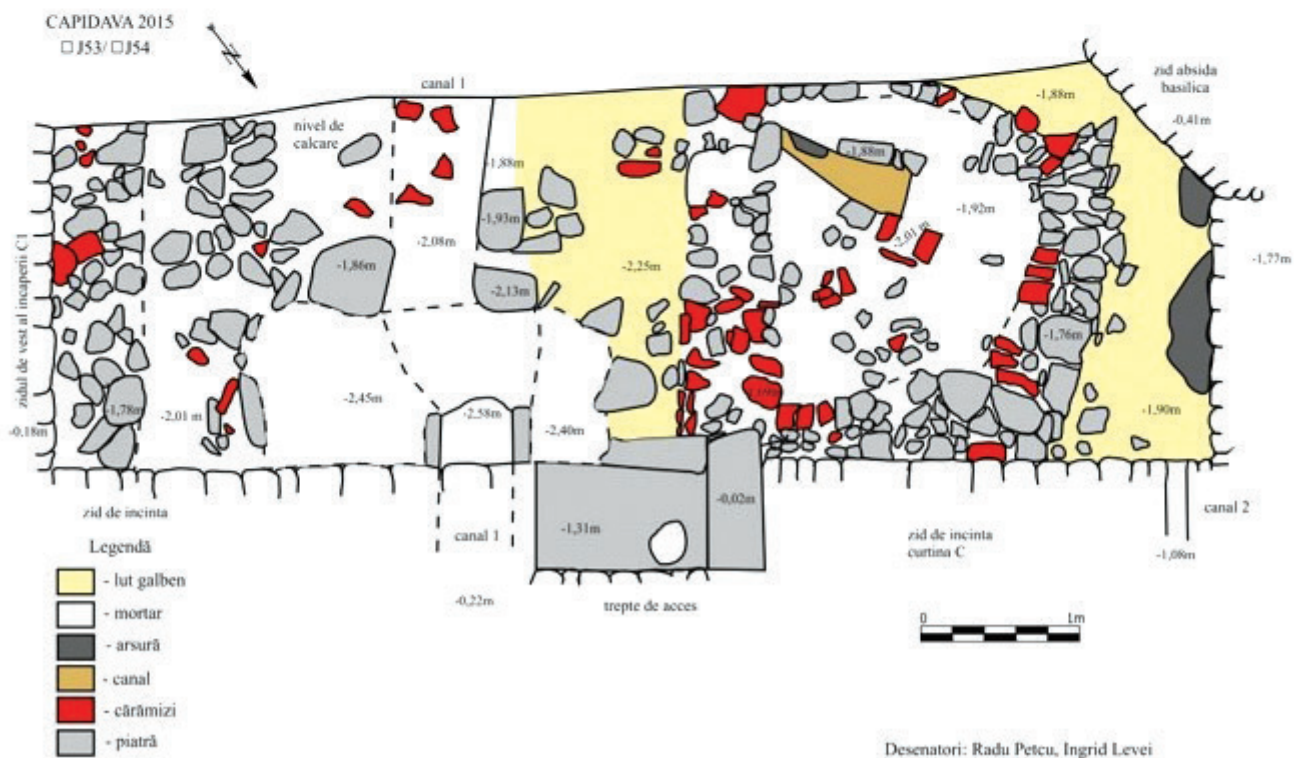 CAPIDAVA 2015
□ J53/ □ J54
N
canal 1
zid absida
basilica
-0,41m
-1,88m
nivel de
calcare
-1,88m
-1,88m
-1,93m
-1,92m
-2,01 m
-2,08m
-1,77m
-1,86m
-2,25m
-2,13m
zidul de vest al incaperii C1
-1,76m
-1,78m
-2,01 m
-2,45m
-2,58m
-2,40m
-1,90m
-0,18m
-0,02m
zid de incinta
-1,31m
canal 1
zid de incinta
curtina C
canal 2
-1,08m
-0,22m
trepte de acces
0 1m
Legendă
- lut galben
- mortar
- arsură
- canal
- cărămizi
- piatră
Desenatori: Radu Petcu, Ingrid Levei